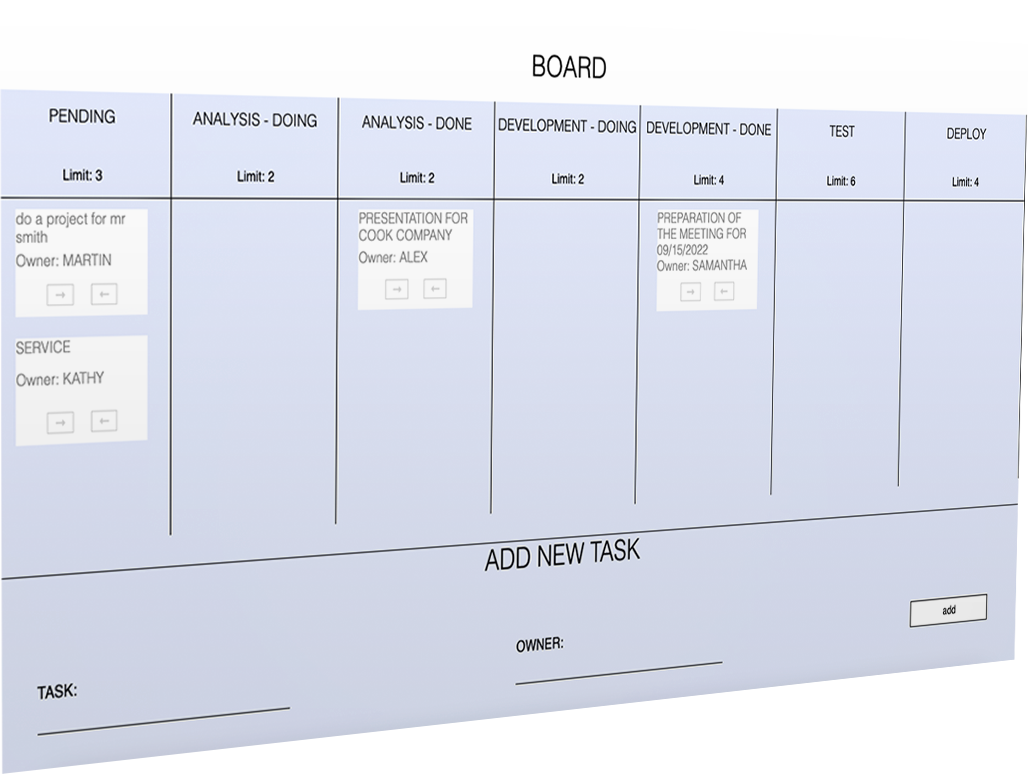 BOARD
PENDING
ANALYSIS - DOING
ANALYSIS - DONE
DEVELOPMENT - DOING
DEVELOPMENT - DONE
TEST
DEPLOY
Limit: 3
Limit: 2
Limit: 2
Limit: 2
Limit: 4
Limit: 6
Limit: 4
do a project for mr
smith
Owner: MARTIN
→ ←
SERVICE
Owner: KATHY
→ ←
PRESENTATION FOR
COOK COMPANY
Owner: ALEX
→ ←
PREPARATION OF
THE MEETING FOR
09/15/2022
Owner: SAMANTHA
→ ←
ADD NEW TASK
TASK:
OWNER:
add